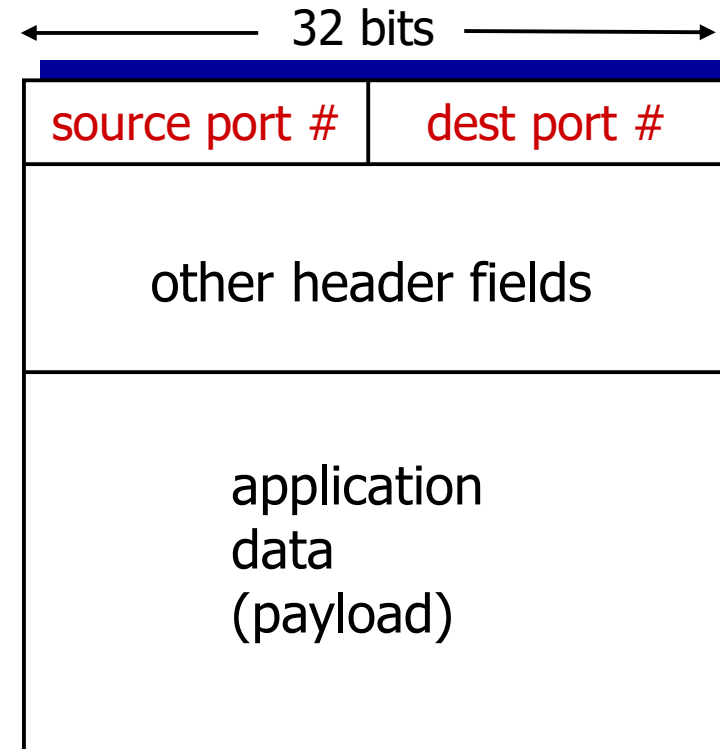 32 bits
source port #
dest port #
other header fields
application
data
(payload)